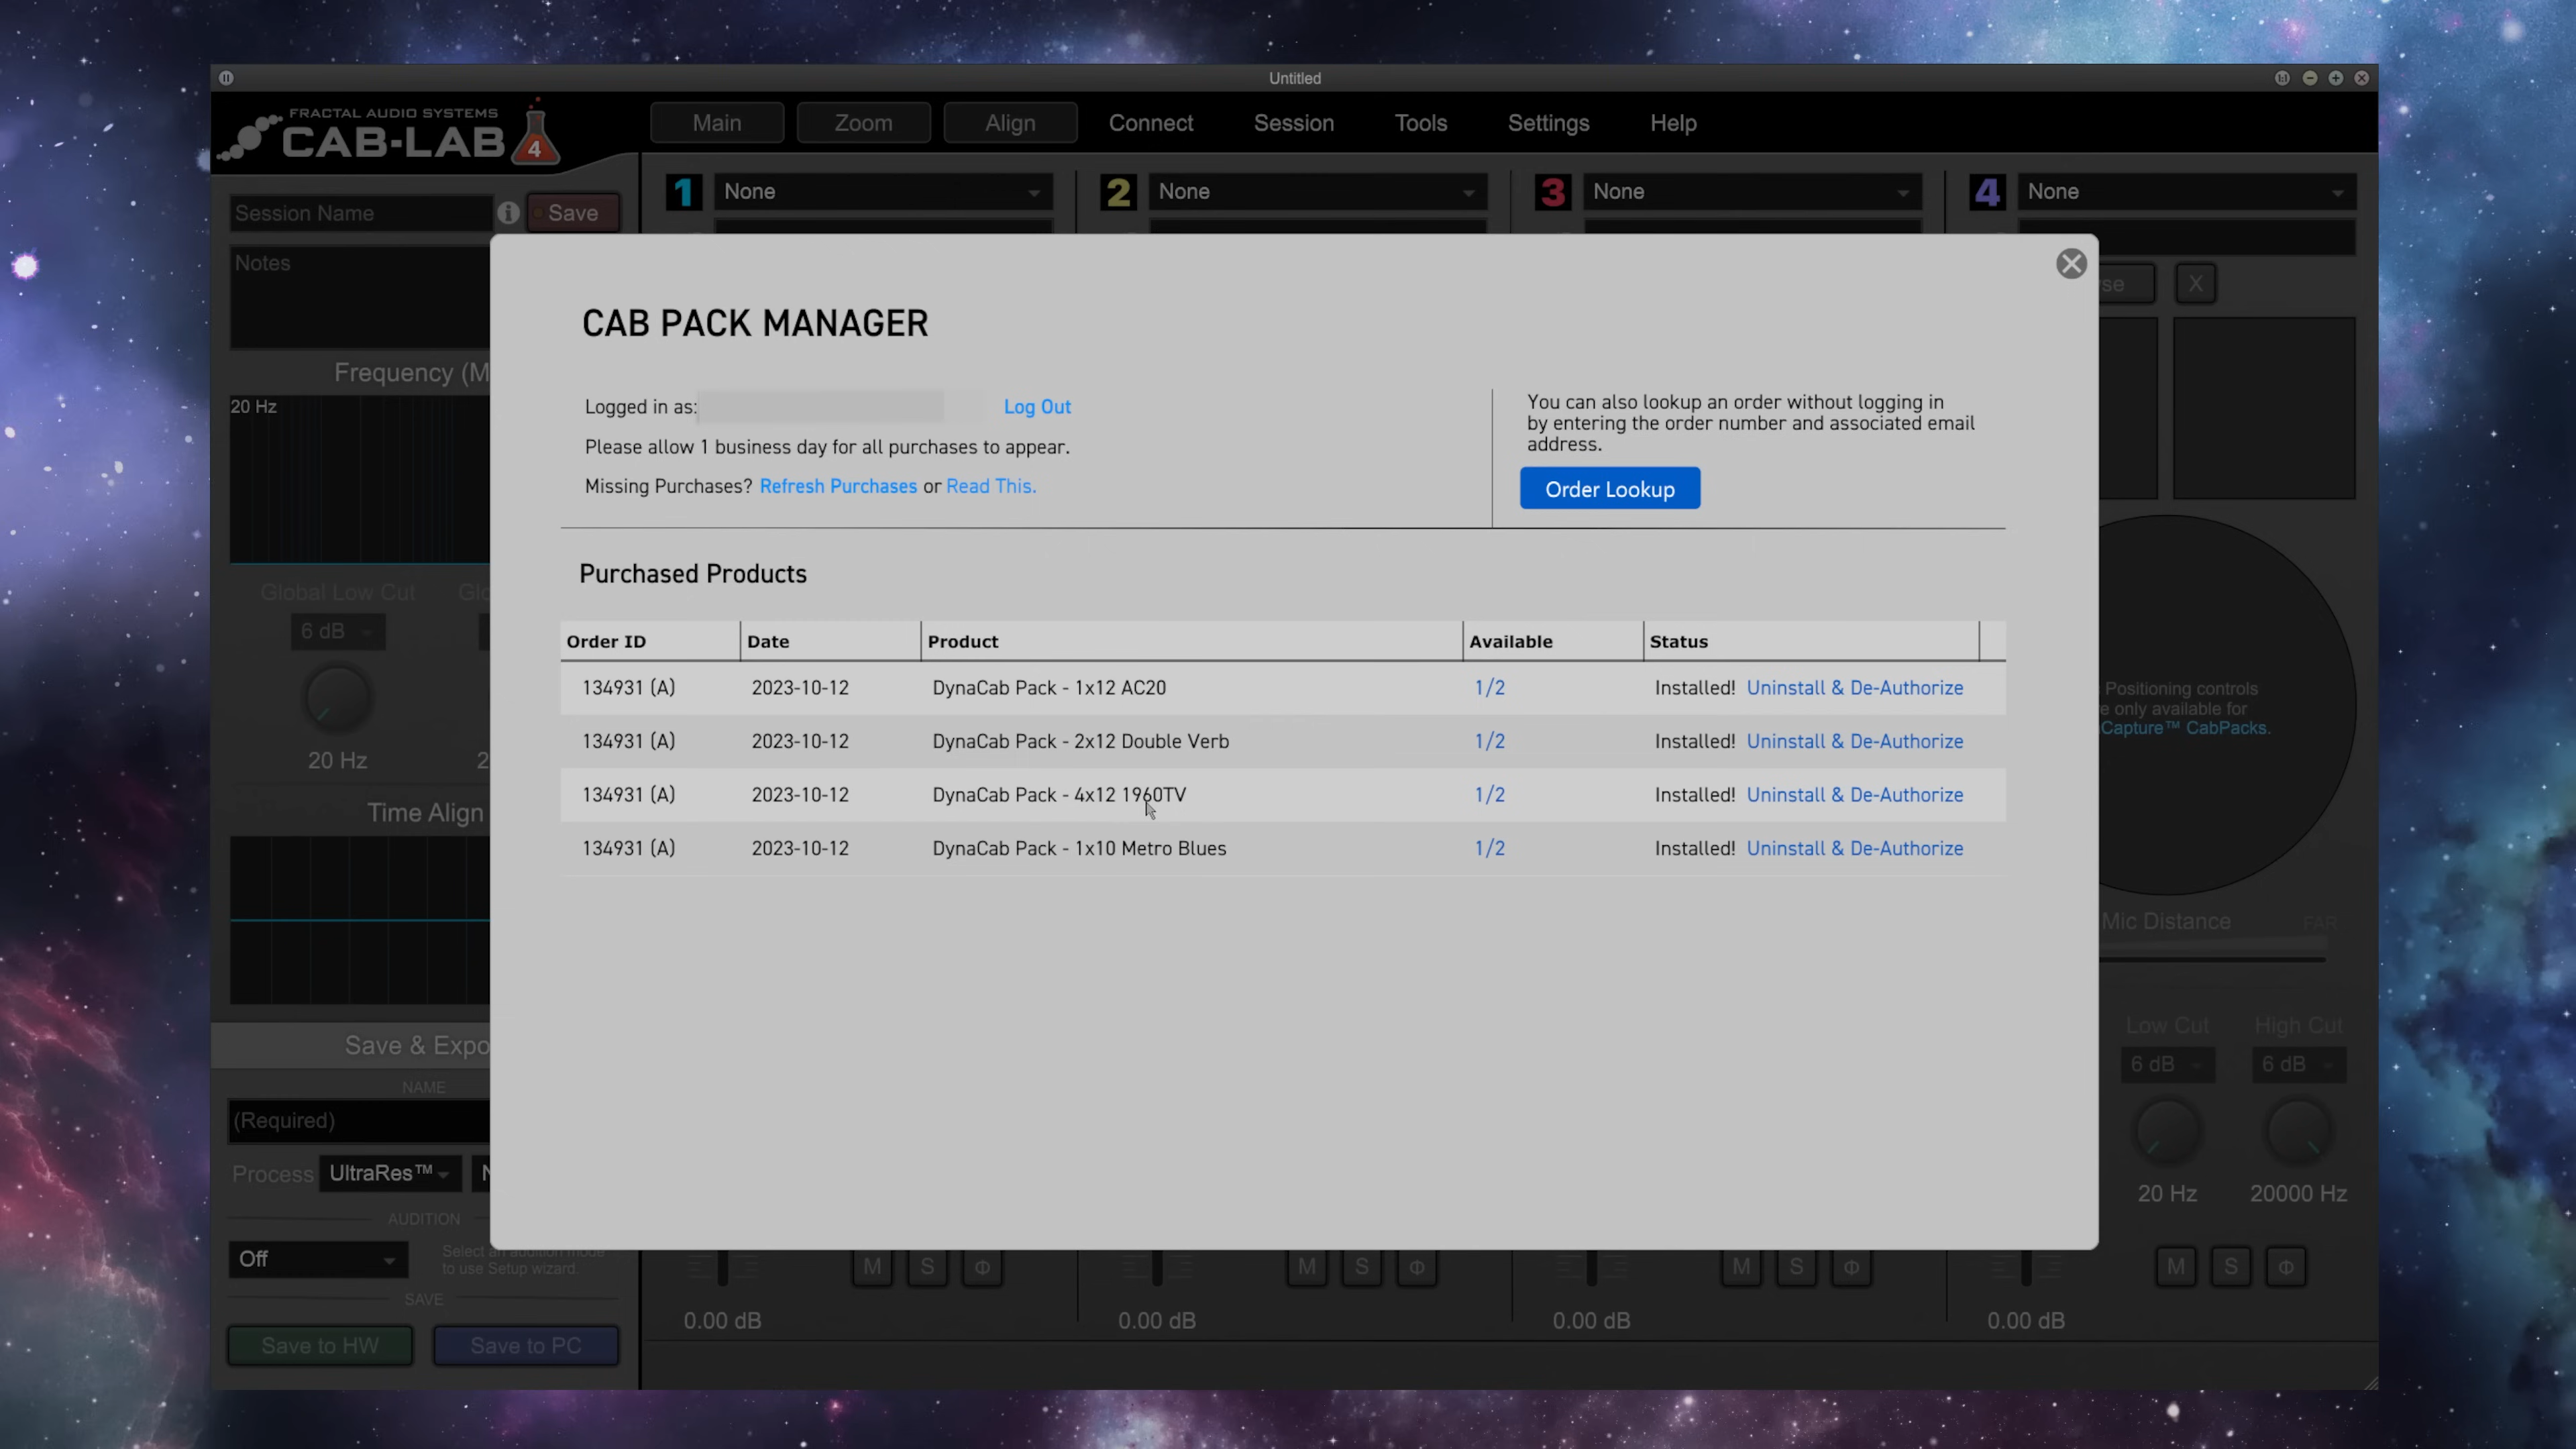 Untitled
FRACTAL AUDIO SYSTEMS
CAB-LAB 4
Main
Zoom
Align
Connect
Session
Tools
Settings
Help
Session Name
Save
1 None
2 None
3 None
4 None
Notes
X
Frequency (M
20 Hz
Global Low Cut
6 dB
20 Hz
2
Time Align
Save & Expo
NAME
(Required)
Process UltraRes™
AUDITION
Off
Select an audition mode
to use Setup wizard.
SAVE
Save to HW
Save to PC
CAB PACK MANAGER
Logged in as:
Log Out
Please allow 1 business day for all purchases to appear.
Missing Purchases? Refresh Purchases or Read This.
You can also lookup an order without logging in
by entering the order number and associated email
address.
Order Lookup
Purchased Products
Order ID Date Product Available Status
134931 (A) 2023-10-12 DynaCab Pack - 1x12 AC20 1/2 Installed! Uninstall & De-Authorize
134931 (A) 2023-10-12 DynaCab Pack - 2x12 Double Verb 1/2 Installed! Uninstall & De-Authorize
134931 (A) 2023-10-12 DynaCab Pack - 4x12 1960TV 1/2 Installed! Uninstall & De-Authorize
134931 (A) 2023-10-12 DynaCab Pack - 1x10 Metro Blues 1/2 Installed! Uninstall & De-Authorize
Positioning controls
e only available for
Capture™ CabPacks.
Mic Distance
FAR
Low Cut
High Cut
6 dB
6 dB
20 Hz
20000 Hz
M S Φ
M S Φ
M S Φ
M S Φ
0.00 dB
0.00 dB
0.00 dB
0.00 dB